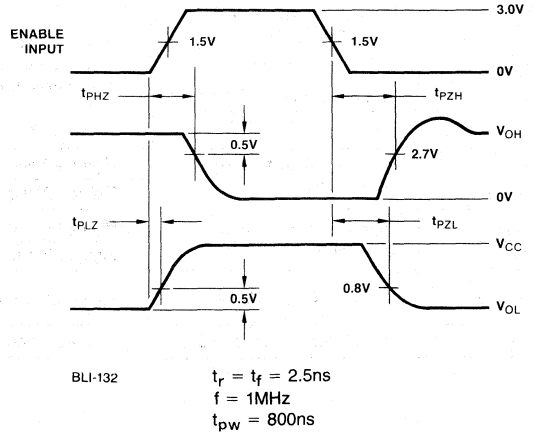 3.0V
ENABLE
INPUT
1.5V
1.5V
0V
tPHZ
tPZH
VOH
0.5V
2.7V
0V
tPLZ
tPZL
VCC
0.8V
0.5V
VOL
BLI-132
tr = tf = 2.5ns
f = 1MHz
tpw = 800ns